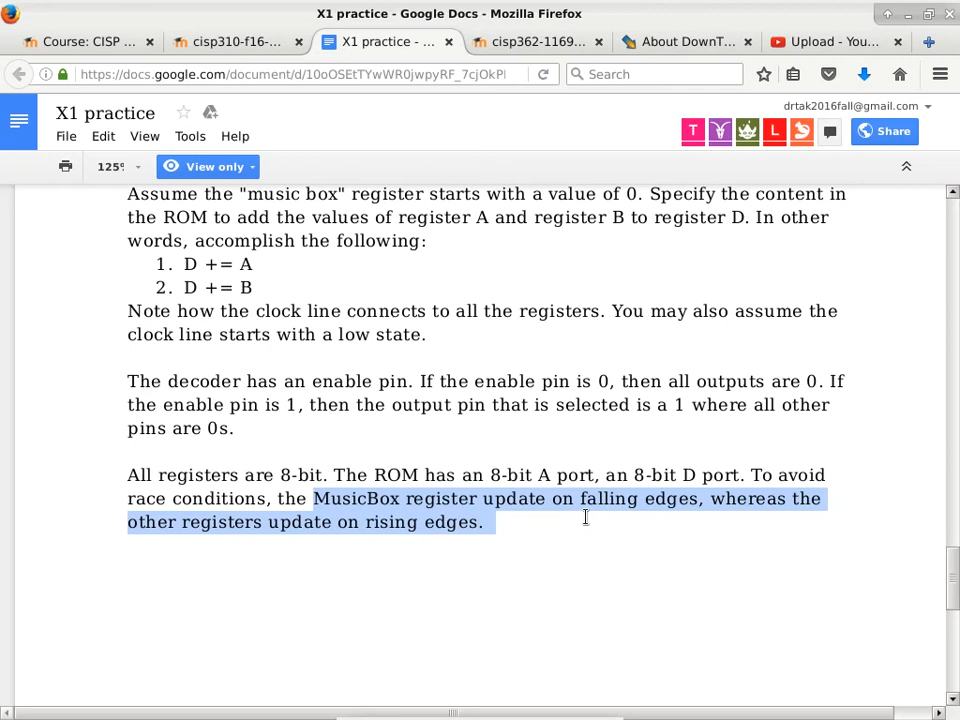 X1 practice - Google Docs - Mozilla Firefox
Course: CISP ...
cisp310-f16-...
X1 practice - ...
cisp362-1169...
About DownT...
Upload - You...
https://docs.google.com/document/d/10oOSEtTYwWR0jwpyRF_7cjOkPI
Search
X1 practice
drtak2016fall@gmail.com
File Edit View Tools Help
T
L
Share
125%
View only
Assume the "music box" register starts with a value of 0. Specify the content in
the ROM to add the values of register A and register B to register D. In other
words, accomplish the following:
1. D += A
2. D += B
Note how the clock line connects to all the registers. You may also assume the
clock line starts with a low state.
The decoder has an enable pin. If the enable pin is 0, then all outputs are 0. If
the enable pin is 1, then the output pin that is selected is a 1 where all other
pins are 0s.
All registers are 8-bit. The ROM has an 8-bit A port, an 8-bit D port. To avoid
race conditions, the MusicBox register update on falling edges, whereas the
other registers update on rising edges.